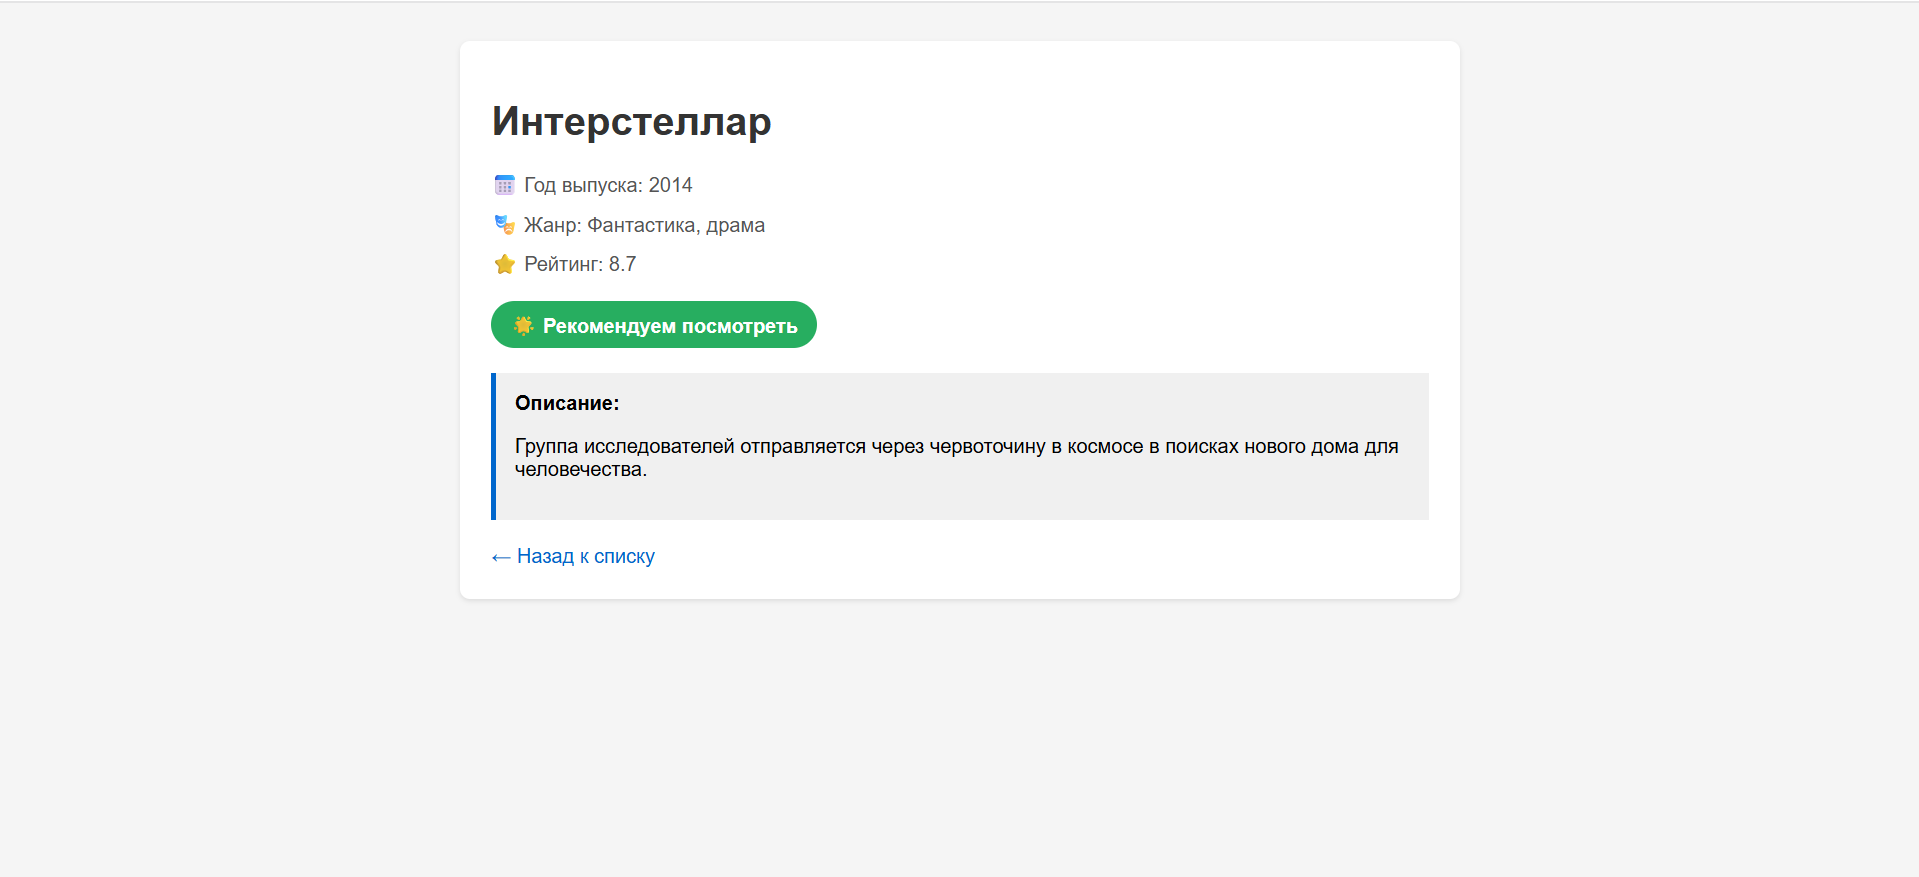 Интерстеллар
Год выпуска: 2014
Жанр: Фантастика, драма
Рейтинг: 8.7
Рекомендуем посмотреть
Описание:
Группа исследователей отправляется через червоточину в космосе в поисках нового дома для
человечества.
← Назад к списку